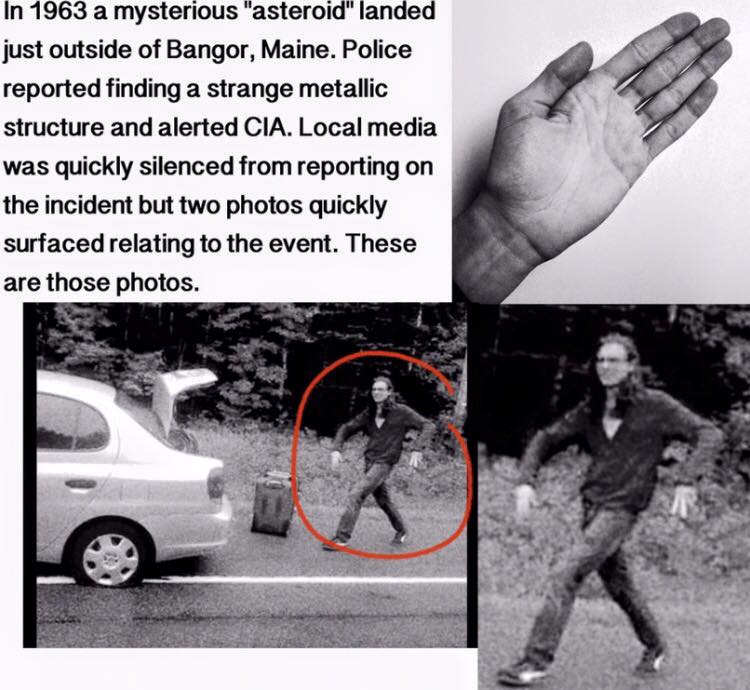 In 1963 a mysterious "asteroid" landed
just outside of Bangor, Maine. Police
reported finding a strange metallic
structure and alerted CIA. Local media
was quickly silenced from reporting on
the incident but two photos quickly
surfaced relating to the event. These
are those photos.